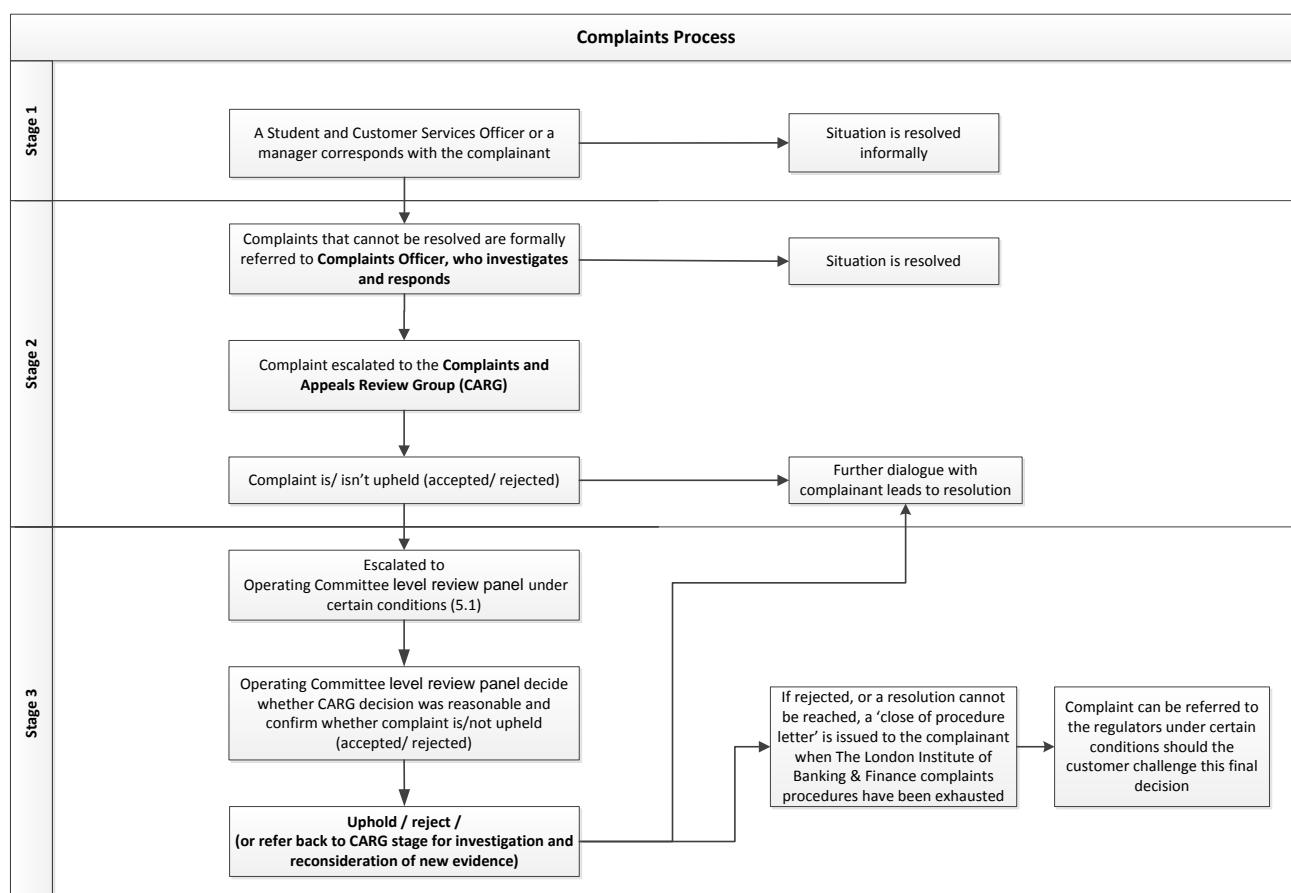 Complaints Process
Stage 1
A Student and Customer Services Officer or a
manager corresponds with the complainant
Situation is resolved
informally
Stage 2
Complaints that cannot be resolved are formally
referred to Complaints Officer, who investigates
and responds
Situation is resolved
Complaint escalated to the Complaints and
Appeals Review Group (CARG)
Complaint is/ isn’t upheld (accepted/ rejected)
Further dialogue with
complainant leads to resolution
Stage 3
Escalated to
Operating Committee level review panel under
certain conditions (5.1)
Operating Committee level review panel decide
whether CARG decision was reasonable and
confirm whether complaint is/not upheld
(accepted/ rejected)
If rejected, or a resolution cannot
be reached, a ‘close of procedure
letter’ is issued to the complainant
when The London Institute of
Banking & Finance complaints
procedures have been exhausted
Complaint can be referred to
the regulators under certain
conditions should the
customer challenge this final
decision
Uphold / reject /
(or refer back to CARG stage for investigation and
reconsideration of new evidence)